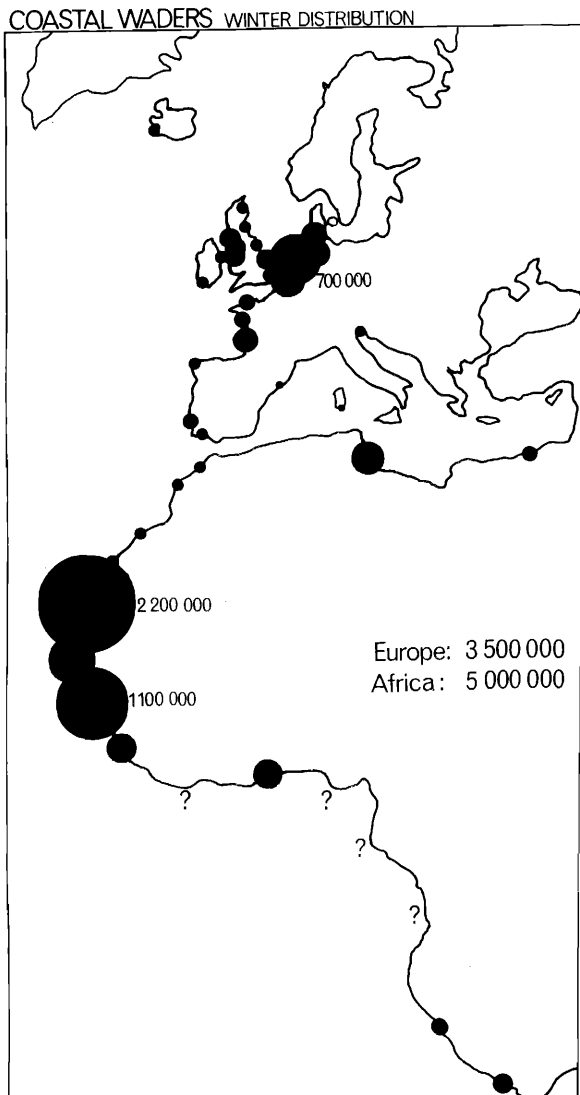 COASTAL WADERS WINTER DISTRIBUTION
700 000
2 200 000
Europe: 3 500 000
Africa: 5 000 000
1100 000
?
?
?
?